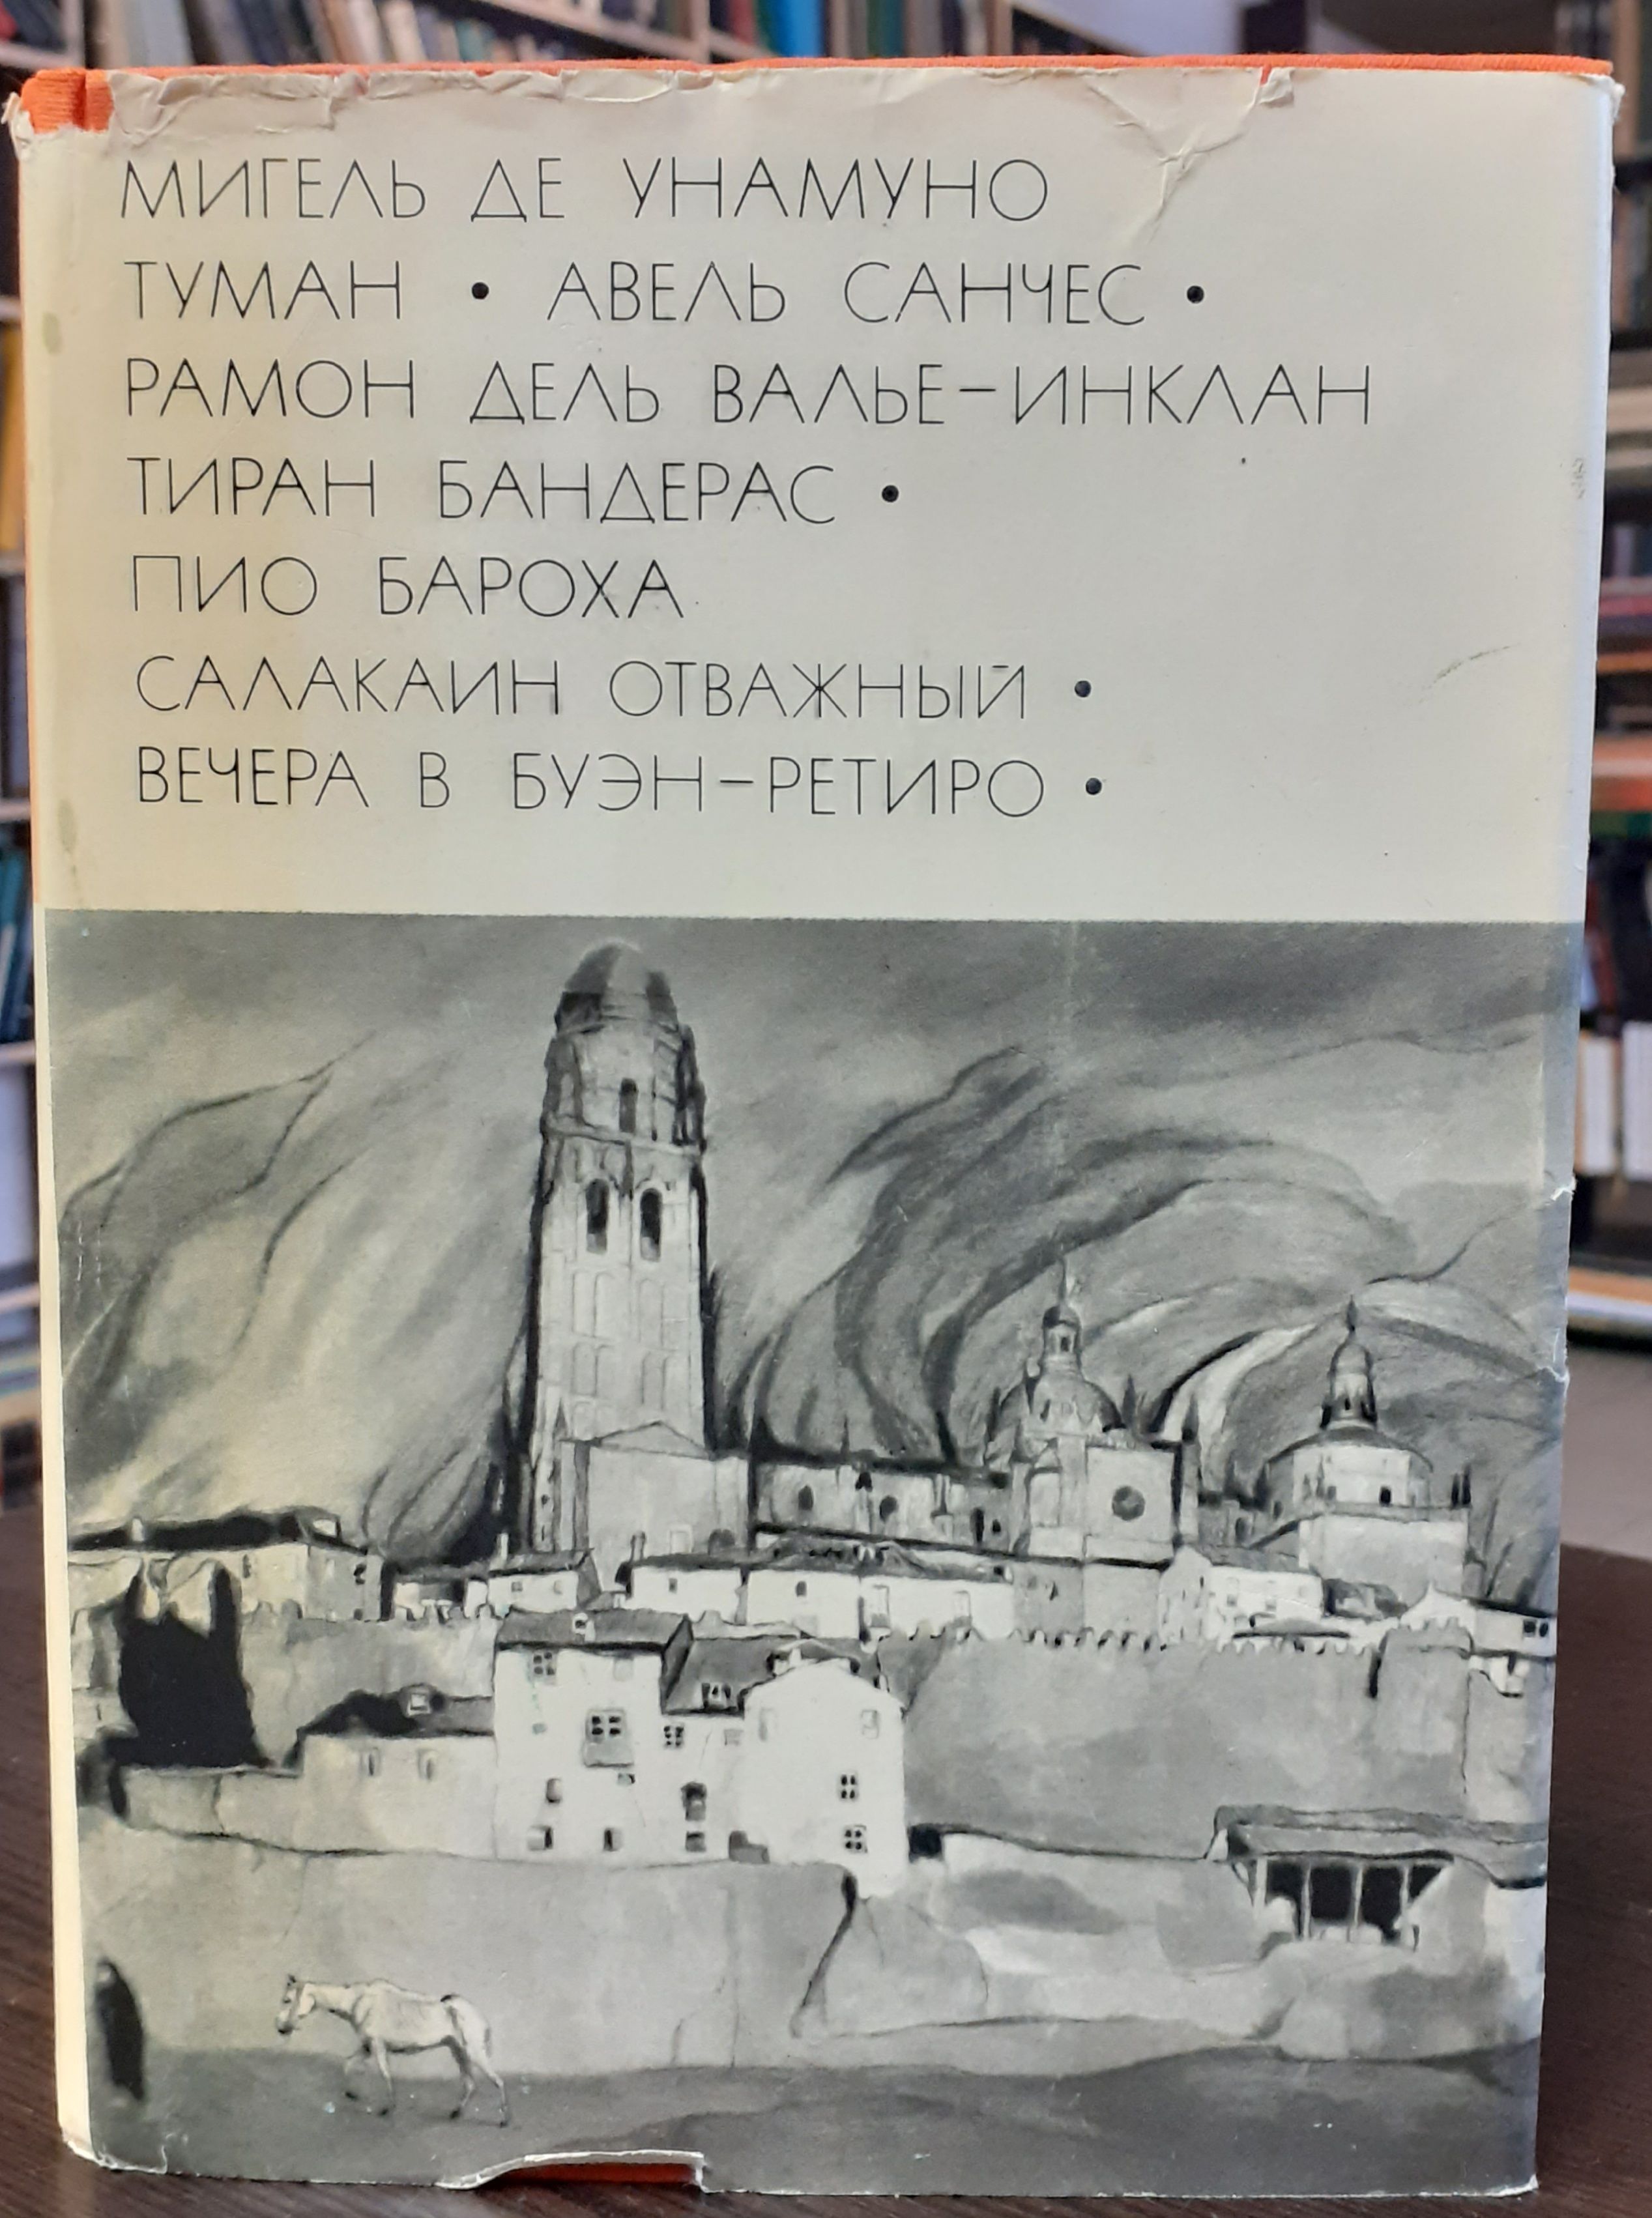 МИГЕЛЬ ДЕ УНАМУНО
ТУМАН • АВЕЛЬ САНЧЕС •
РАМОН ДЕЛЬ ВАЛЬЕ-ИНКЛАН
ТИРАН БАНДЕРАС •
ПИО БАРОХА
САЛАКАИН ОТВАЖНЫЙ •
ВЕЧЕРА В БУЭН-РЕТИРО •